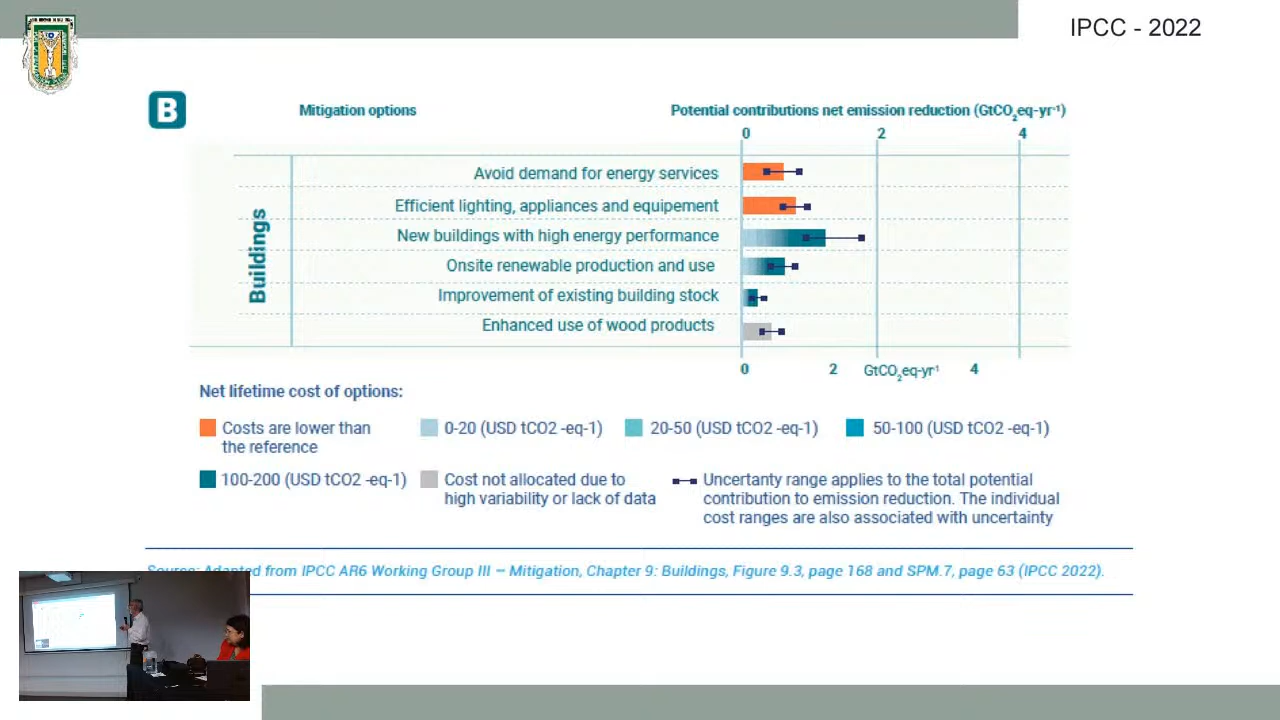 IPCC - 2022
B
Mitigation options
Potential contributions net emission reduction (GtCO2eq-yr-1)
0 2 4
Buildings
Avoid demand for energy services
Efficient lighting, appliances and equipement
New buildings with high energy performance
Onsite renewable production and use
Improvement of existing building stock
Enhanced use of wood products
0 2 GtCO2eq-yr-1 4
Net lifetime cost of options:
Costs are lower than
the reference
0-20 (USD tCO2 -eq-1)
20-50 (USD tCO2 -eq-1)
50-100 (USD tCO2 -eq-1)
100-200 (USD tCO2 -eq-1)
Cost not allocated due to
high variability or lack of data
Uncertanty range applies to the total potential
contribution to emission reduction. The individual
cost ranges are also associated with uncertainty
Source: Adapted from IPCC AR6 Working Group III – Mitigation, Chapter 9: Buildings, Figure 9.3, page 168 and SPM.7, page 63 (IPCC 2022).